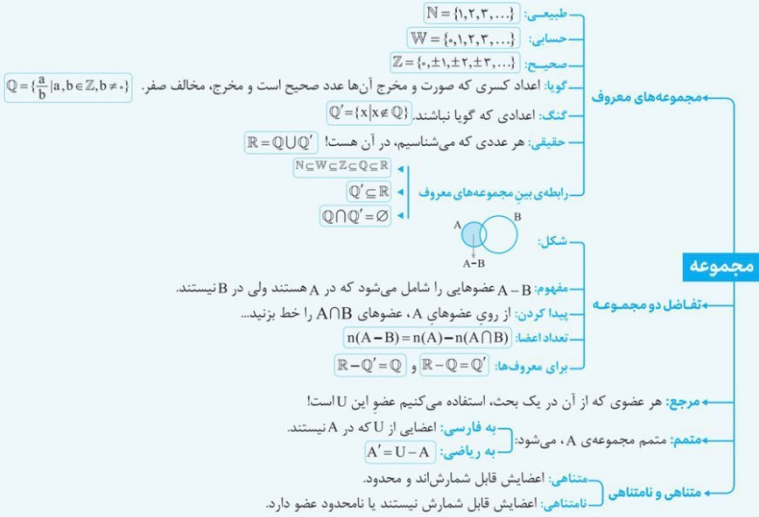 مجموعه
مجموعه‌های معروف
طبیعـی: ℕ = {۱,۲,۳,...}
حسابی: 𝕎 = {۰,۱,۲,۳,...}
صحیـح: ℤ = {۰,±۱,±۲,±۳,...}
گویا: اعداد کسری که صورت و مخرج آن‌ها عدد صحیح است و مخرج، مخالف صفر. ℚ = {a/b | a,b∈ℤ, b≠۰}
گنگ: اعدادی که گویا نباشند. ℚ′ = {x|x∉ℚ}
حقیقی: هر عددی که می‌شناسیم، در آن هست! ℝ = ℚ∪ℚ′
رابطه‌ی بینِ مجموعه‌های معروف
ℕ⊆𝕎⊆ℤ⊆ℚ⊆ℝ
ℚ′⊆ℝ
ℚ∩ℚ′=∅
تفـاضل دو مجمـوعـه
شکل:
A B
A−B
مفهوم: A−B عضوهایی را شامل می‌شود که در A هستند ولی در B نیستند.
پیدا کردن: از رویِ عضوهایِ A، عضوهای A∩B را خط بزنید...
تعداد اعضا: n(A−B)=n(A)−n(A∩B)
برای معروف‌ها: ℝ−ℚ=ℚ′ و ℝ−ℚ′=ℚ
مرجع: هر عضوی که از آن در یک بحث، استفاده می‌کنیم عضوِ این U است!
متمم: متمم مجموعه‌ی A، می‌شود:
به فارسی: اعضایی از U که در A نیستند.
به ریاضی: A′=U−A
متناهی و نامتناهی
متناهی: اعضایش قابل شمارش‌اند و محدود.
نامتناهی: اعضایش قابل شمارش نیستند یا نامحدود عضو دارد.